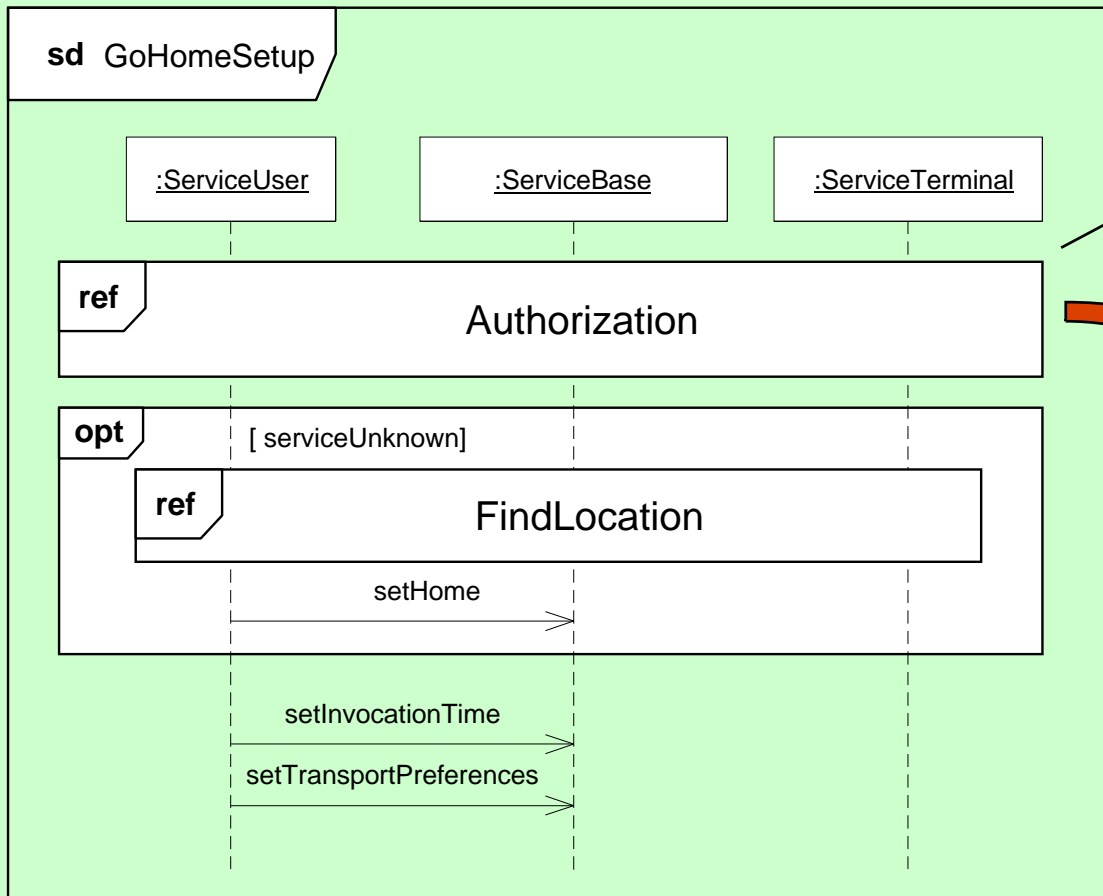 sd GoHomeSetup
:ServiceUser :ServiceBase :ServiceTerminal
ref
Authorization
opt [ serviceUnknown]
ref
FindLocation
setHome
setInvocationTime
setTransportPreferences